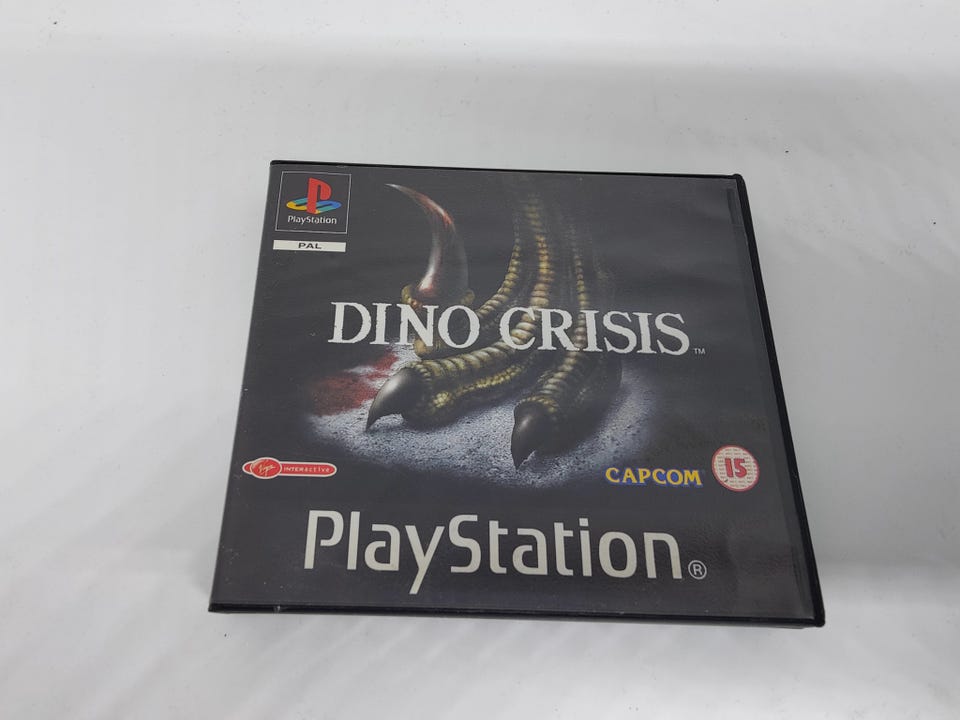 PlayStation
PAL
DINO CRISIS™
Virgin INTERACTIVE
CAPCOM
15
PlayStation®